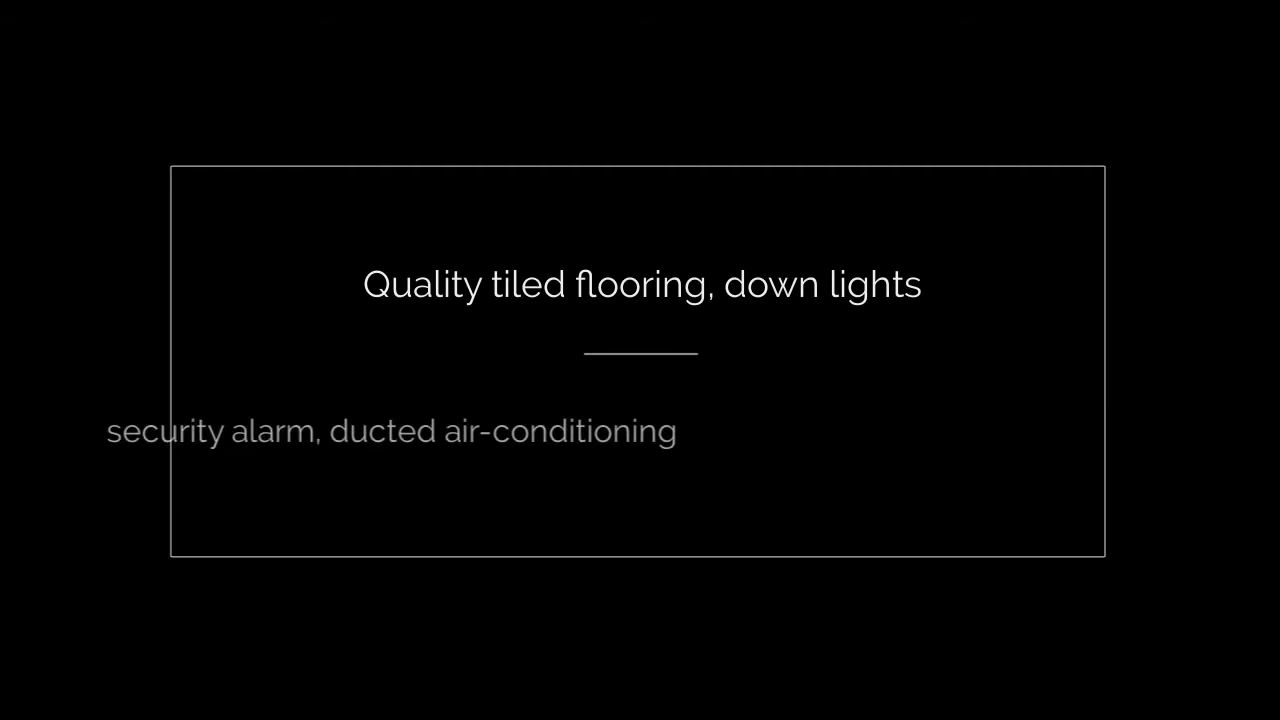 Quality tiled flooring, down lights
security alarm, ducted air-conditioning